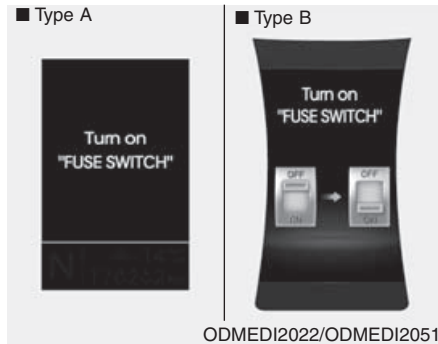 ■ Type A
■ Type B
Turn on
"FUSE SWITCH"
Turn on
"FUSE SWITCH"
OFF
OFF
ON
ON
N
ODMEDI2022/ODMEDI2051